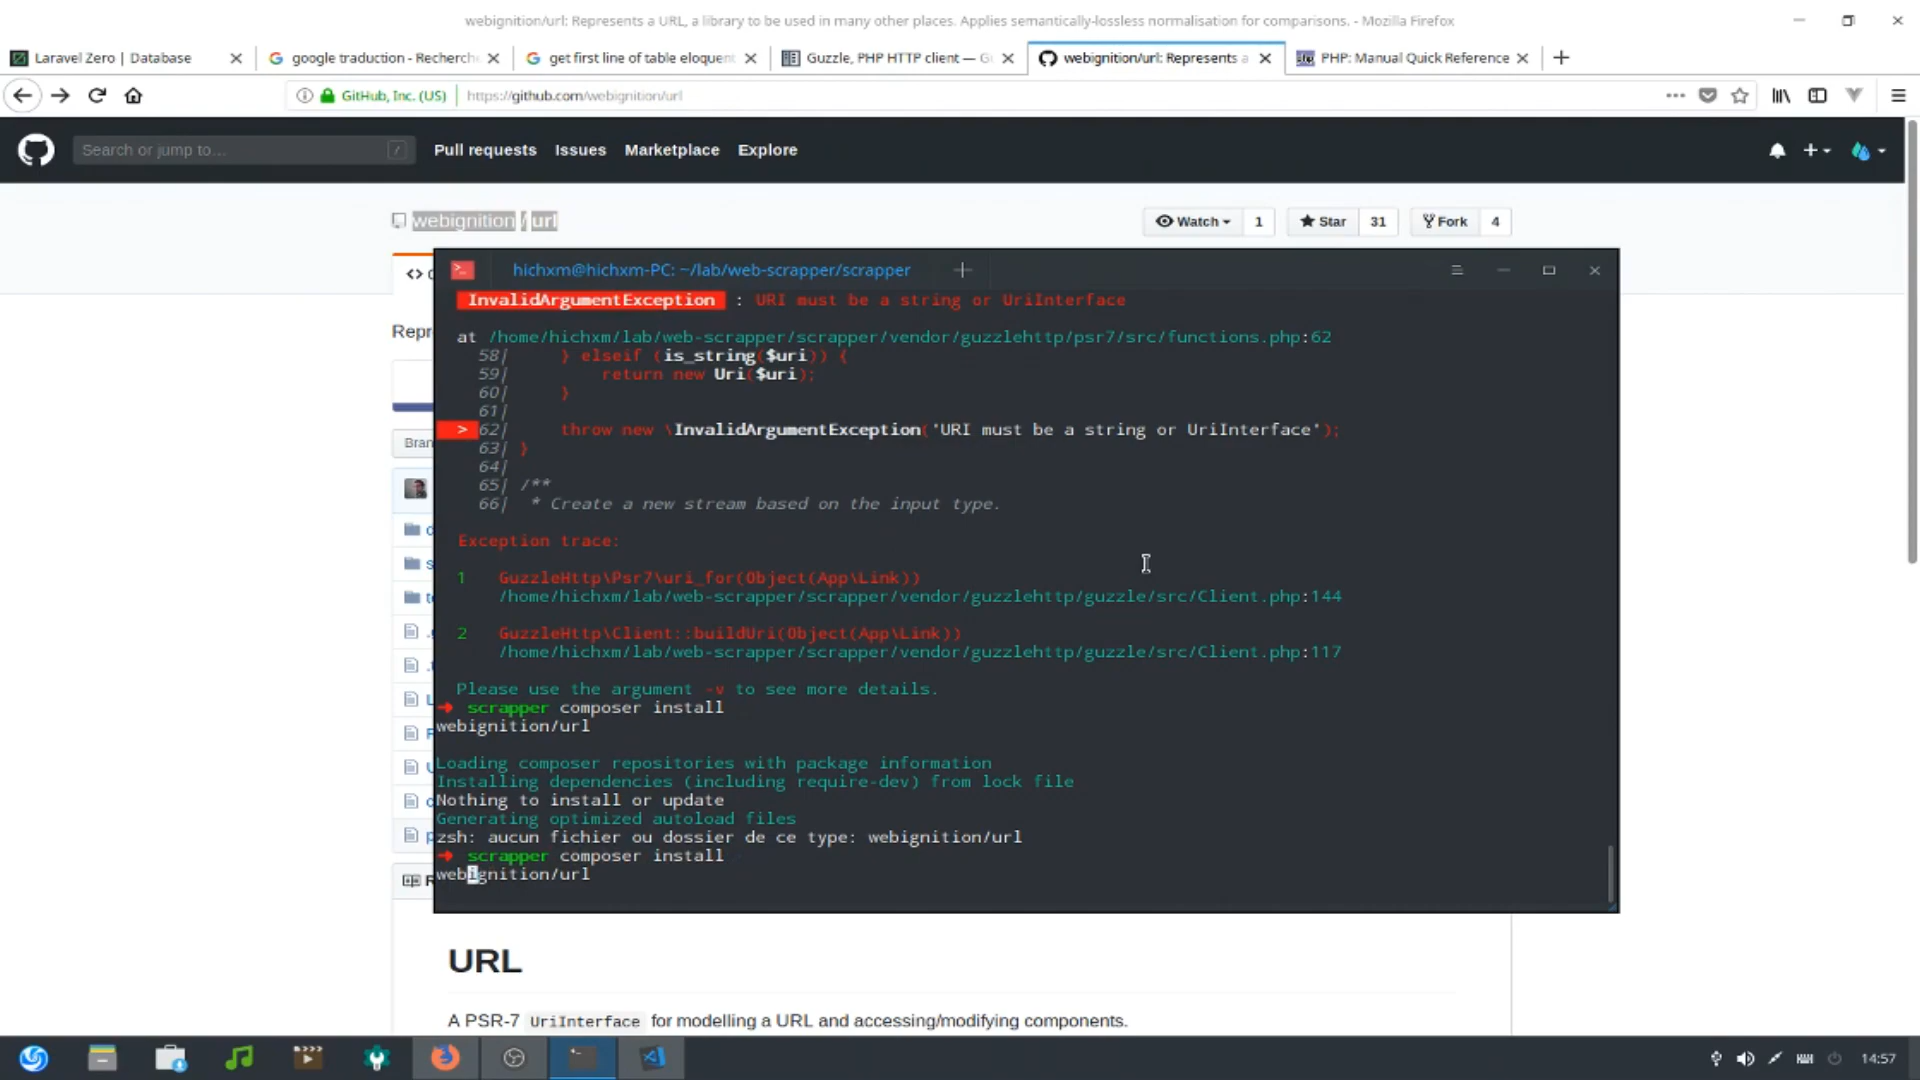 webignition/url: Represents a URL, a library to be used in many other places. Applies semantically-lossless normalisation for comparisons. - Mozilla Firefox
Laravel Zero | Database
google traduction - Recherch
get first line of table eloquent
Guzzle, PHP HTTP client — G
webignition/url: Represents a
PHP: Manual Quick Reference
GitHub, Inc. (US)
https://github.com/webignition/url
Search or jump to...
/
Pull requests
Issues
Marketplace
Explore
webignition / url
Watch
1
Star
31
Fork
4
hichxm@hichxm-PC: ~/lab/web-scrapper/scrapper
InvalidArgumentException : URI must be a string or UriInterface
Repr
at /home/hichxm/lab/web-scrapper/scrapper/vendor/guzzlehttp/psr7/src/functions.php:62
58| } elseif (is_string($uri)) {
59| return new Uri($uri);
60| }
61|
> 62| throw new \InvalidArgumentException('URI must be a string or UriInterface');
Bran
63| }
64|
65| /**
66| * Create a new stream based on the input type.
Exception trace:
1 GuzzleHttp\Psr7\uri_for(Object(App\Link))
/home/hichxm/lab/web-scrapper/scrapper/vendor/guzzlehttp/guzzle/src/Client.php:144
2 GuzzleHttp\Client::buildUri(Object(App\Link))
/home/hichxm/lab/web-scrapper/scrapper/vendor/guzzlehttp/guzzle/src/Client.php:117
Please use the argument -v to see more details.
➜ scrapper composer install
webignition/url
Loading composer repositories with package information
Installing dependencies (including require-dev) from lock file
Nothing to install or update
Generating optimized autoload files
zsh: aucun fichier ou dossier de ce type: webignition/url
➜ scrapper composer install
webignition/url
URL
A PSR-7 UriInterface for modelling a URL and accessing/modifying components.
14:57